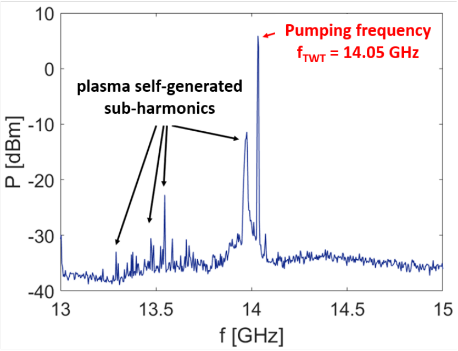 10
0
-10
-20
-30
-40
P [dBm]
Pumping frequency
fTWT = 14.05 GHz
plasma self-generated
sub-harmonics
13
13.5
14
14.5
15
f [GHz]